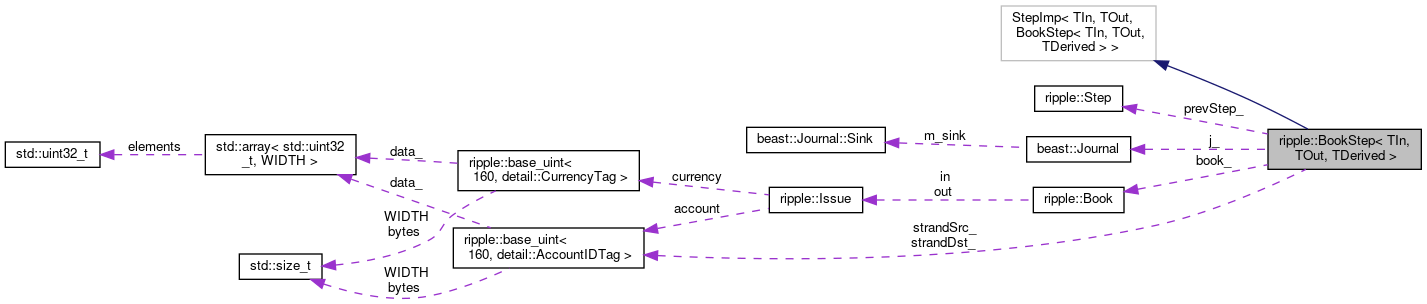 StepImp< TIn, TOut,
BookStep< TIn, TOut,
TDerived > >
ripple::Step
prevStep_
beast::Journal::Sink
m_sink
beast::Journal
j_
ripple::BookStep< TIn,
TOut, TDerived >
std::uint32_t
elements
std::array< std::uint32
_t, WIDTH >
data_
data_
ripple::base_uint<
160, detail::CurrencyTag >
currency
ripple::Issue
in
out
ripple::Book
book_
account
WIDTH
bytes
ripple::base_uint<
160, detail::AccountIDTag >
strandSrc_
strandDst_
std::size_t
WIDTH
bytes